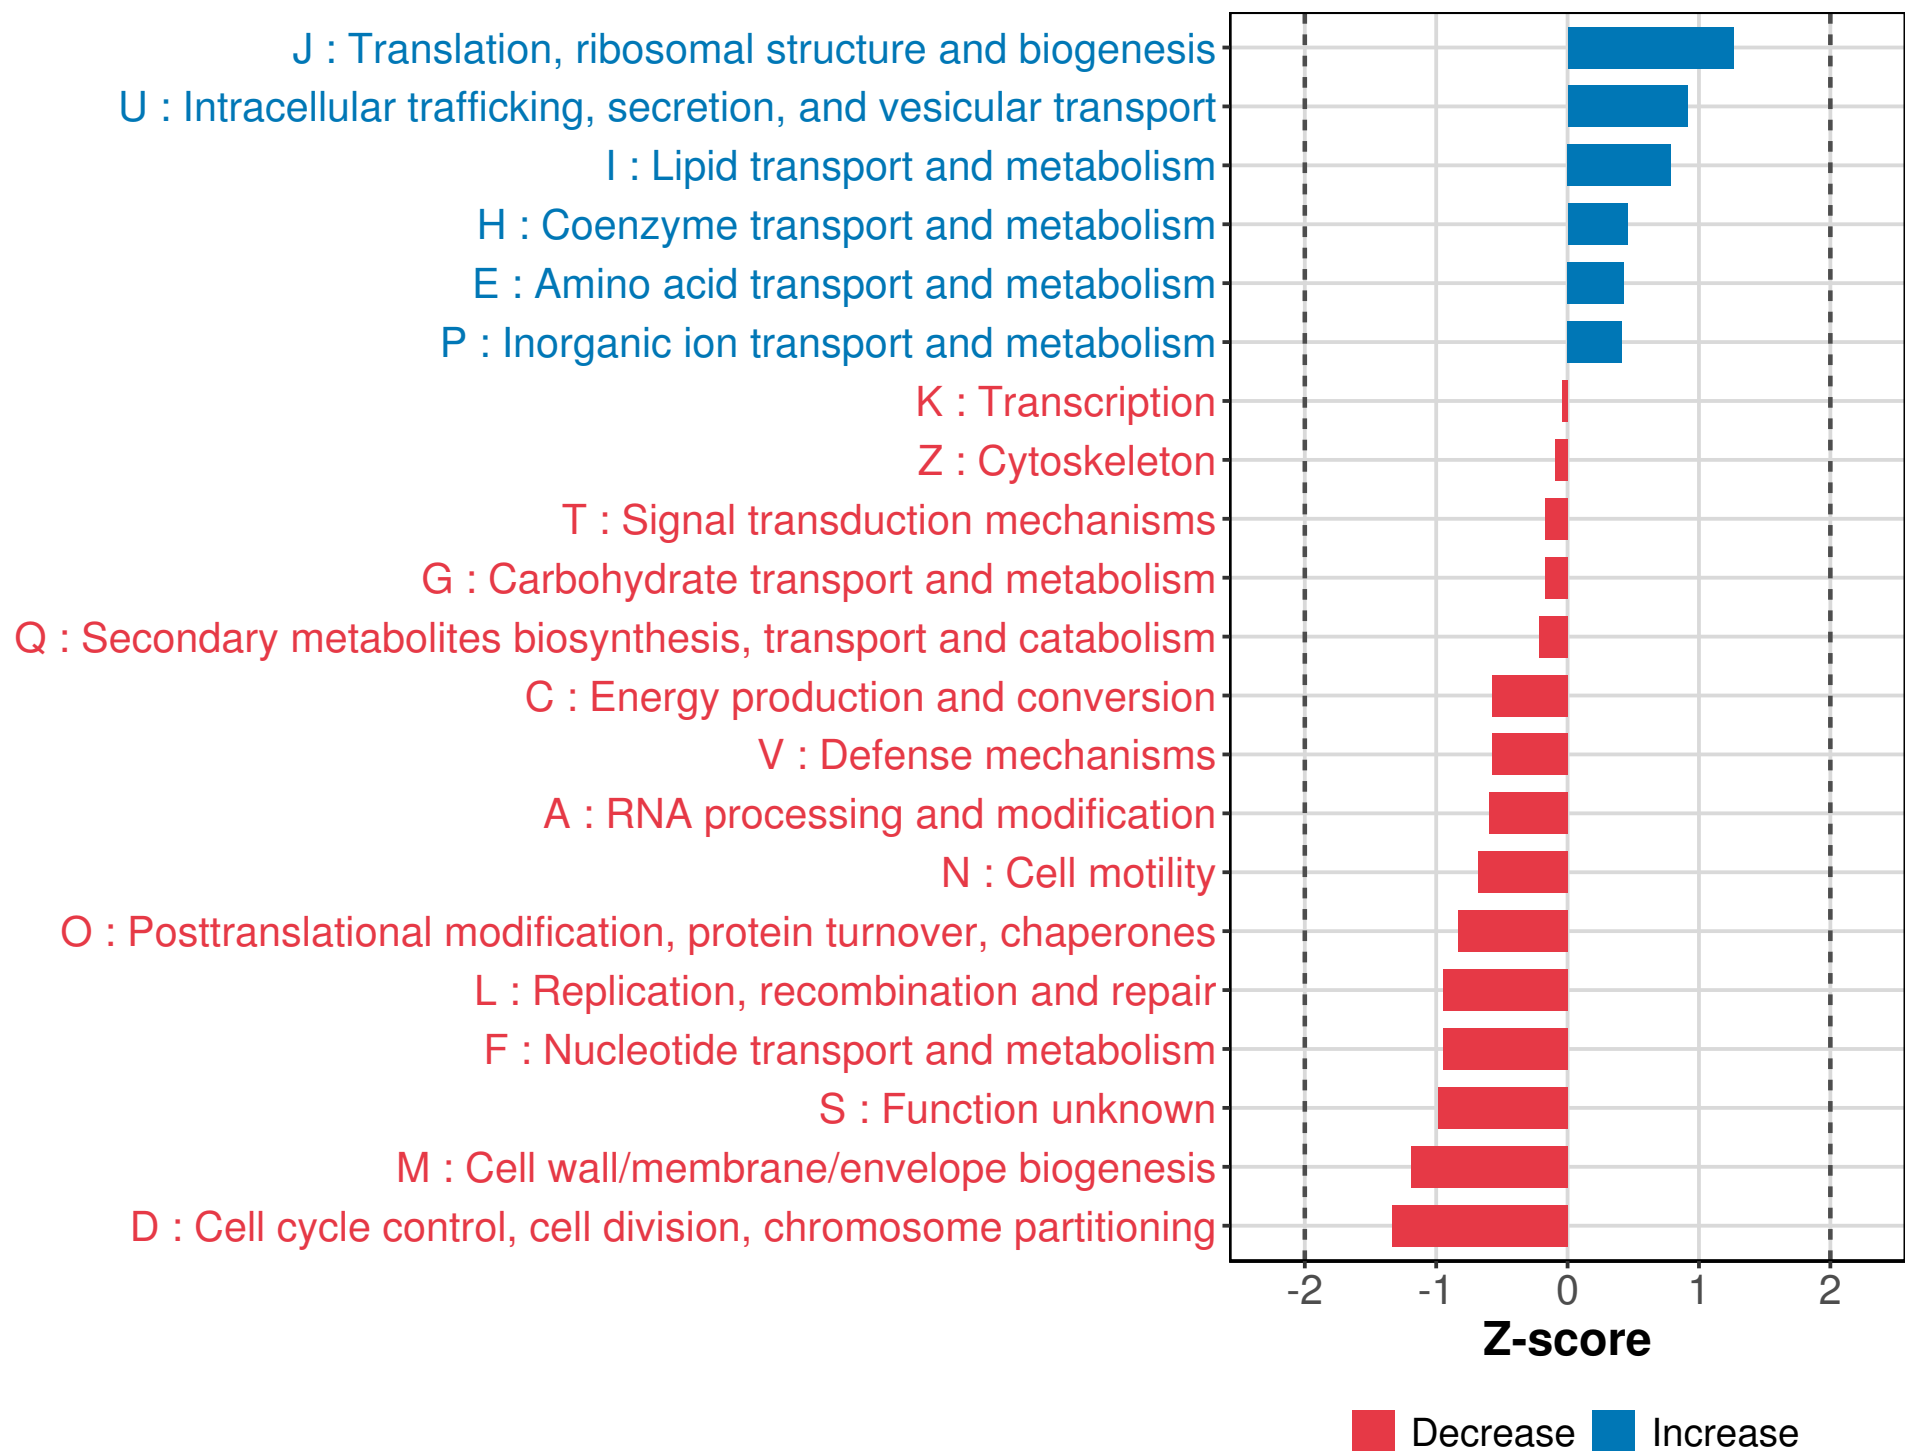 J : Translation, ribosomal structure and biogenesis
U : Intracellular trafficking, secretion, and vesicular transport
I : Lipid transport and metabolism
H : Coenzyme transport and metabolism
E : Amino acid transport and metabolism
P : Inorganic ion transport and metabolism
K : Transcription
Z : Cytoskeleton
T : Signal transduction mechanisms
G : Carbohydrate transport and metabolism
Q : Secondary metabolites biosynthesis, transport and catabolism
C : Energy production and conversion
V : Defense mechanisms
A : RNA processing and modification
N : Cell motility
O : Posttranslational modification, protein turnover, chaperones
L : Replication, recombination and repair
F : Nucleotide transport and metabolism
S : Function unknown
M : Cell wall/membrane/envelope biogenesis
D : Cell cycle control, cell division, chromosome partitioning
-2 -1 0 1 2
Z-score
Decrease Increase